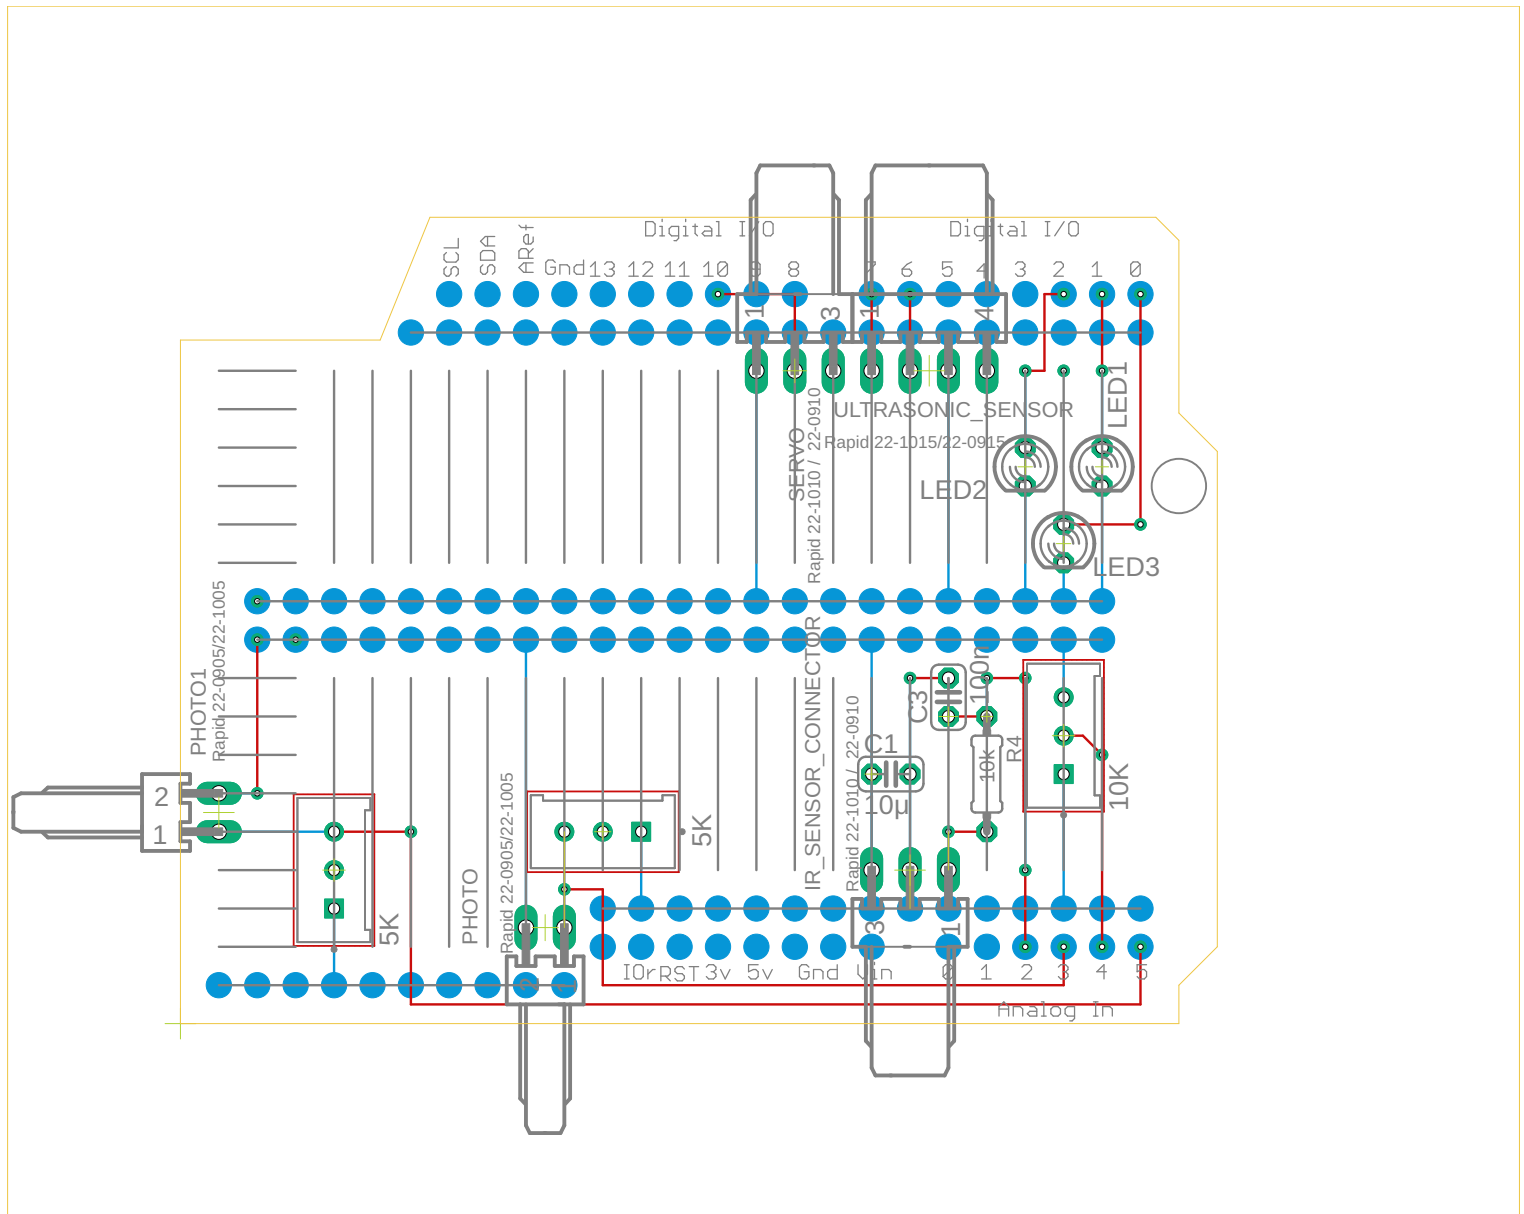 Digital I/O
Digital I/O
SCL
SDA
ARef
Gnd
13
12
11
10
9
8
7
6
5
4
3
2
1
0
1
3
1
4
LED1
ULTRASONIC_SENSOR
Rapid 22-1015/22-0915
SERVO
Rapid 22-1010 / 22-0910
LED2
LED3
PHOTO1
Rapid 22-0905/22-1005
2
1
5K
PHOTO
Rapid 22-0905/22-1005
5K
IR_SENSOR_CONNECTOR
Rapid 22-1010 / 22-0910
C3
100n
C1
10µ
10k
R4
10K
3
1
2
1
IOr
RST
3v
5v
Gnd
Vin
0
1
2
3
4
5
Analog In